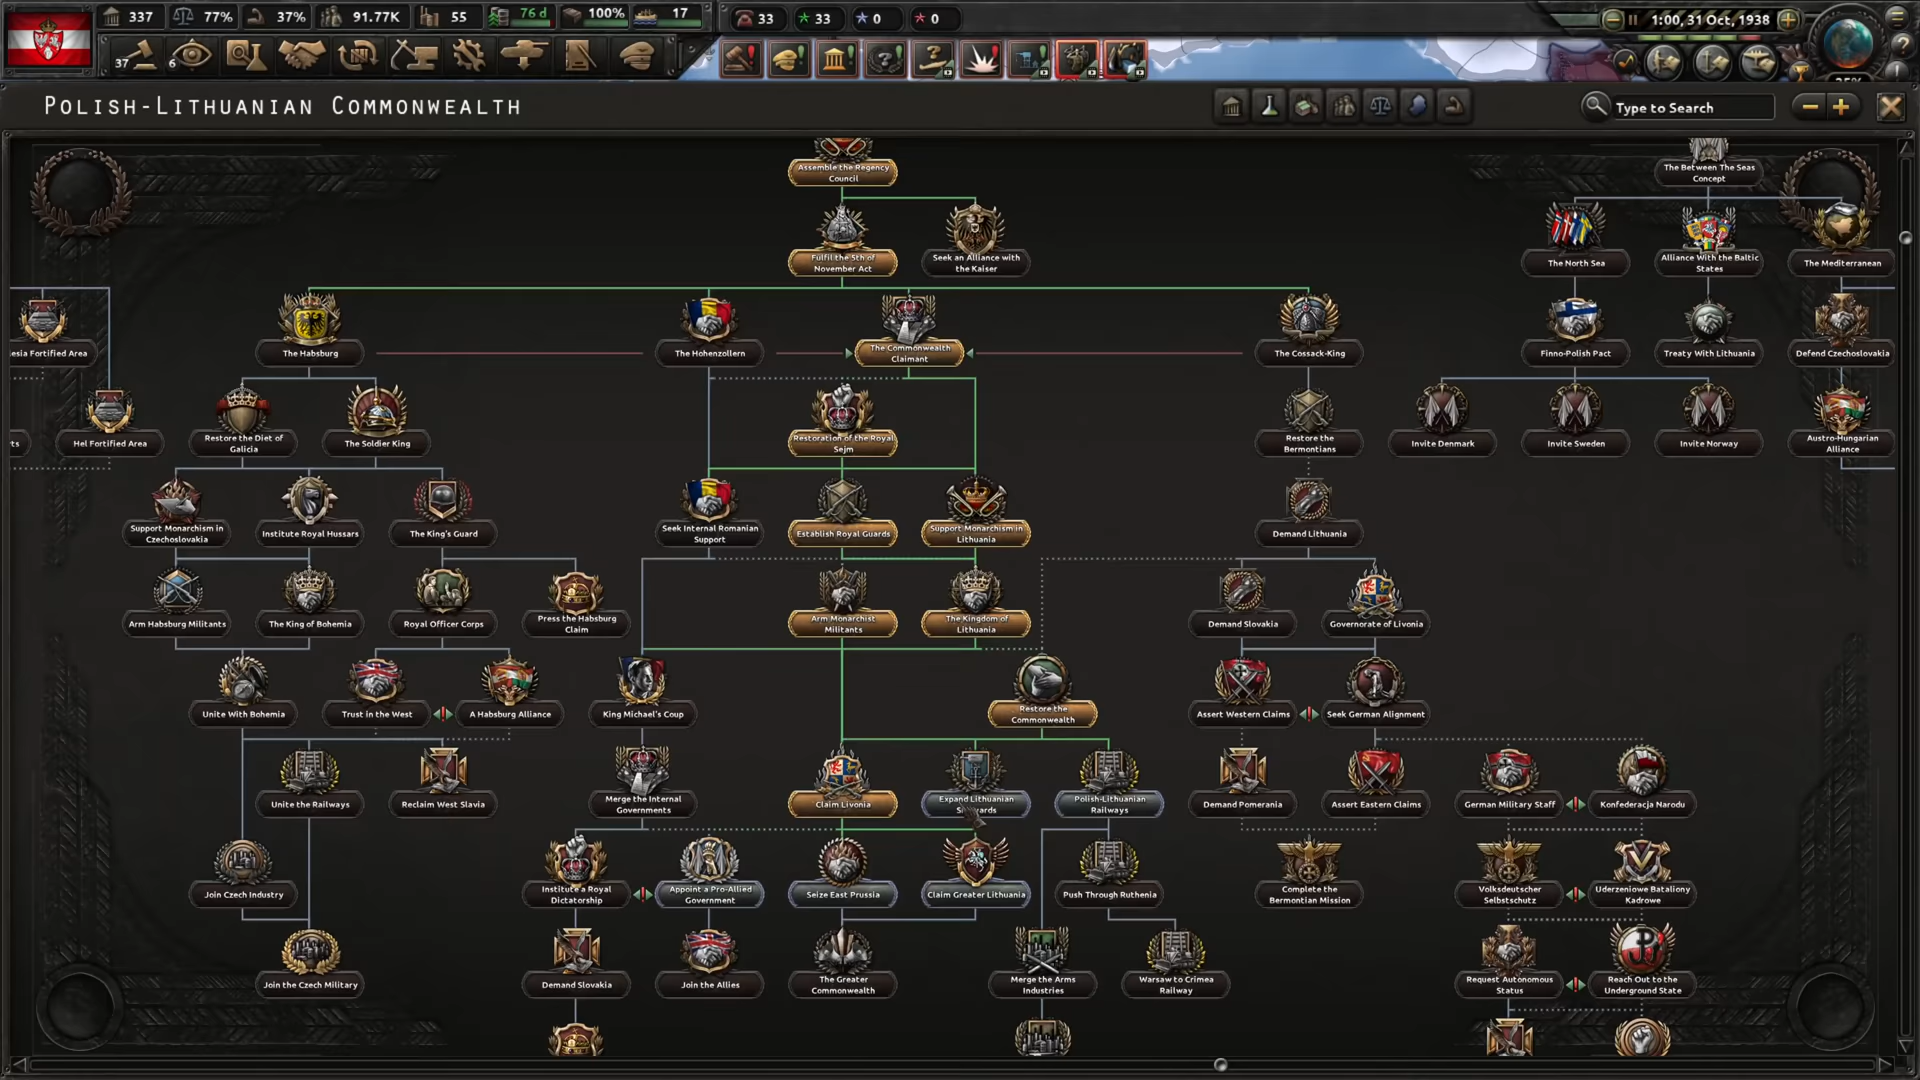 337
77%
37%
91.77K
55
76 d
100%
17
33
33
0
0
1:00, 31 Oct, 1938
37
6
25%
Polish-Lithuanian Commonwealth
Type to Search
Assemble the Regency
Council
The Between The Seas
Concept
Fulfil the 5th of
November Act
Seek an Alliance with
the Kaiser
The North Sea
Alliance With the Baltic
States
The Mediterranean
esia Fortified Area
The Habsburg
The Hohenzollern
The Commonwealth
Claimant
The Cossack-King
Finno-Polish Pact
Treaty With Lithuania
Defend Czechoslovakia
rts
Hel Fortified Area
Restore the Diet of
Galicia
The Soldier King
Restoration of the Royal
Sejm
Restore the
Bermontians
Invite Denmark
Invite Sweden
Invite Norway
Austro-Hungarian
Alliance
Support Monarchism in
Czechoslovakia
Institute Royal Hussars
The King's Guard
Seek Internal Romanian
Support
Establish Royal Guards
Support Monarchism in
Lithuania
Demand Lithuania
Arm Habsburg Militants
The King of Bohemia
Royal Officer Corps
Press the Habsburg
Claim
Arm Monarchist
Militants
The Kingdom of
Lithuania
Demand Slovakia
Governorate of Livonia
Unite With Bohemia
Trust in the West
A Habsburg Alliance
King Michael's Coup
Restore the
Commonwealth
Assert Western Claims
Seek German Alignment
Unite the Railways
Reclaim West Slavia
Merge the Internal
Governments
Claim Livonia
Expand Lithuanian
Polish-Lithuanian
Railways
Demand Pomerania
Assert Eastern Claims
German Military Staff
Konfederacja Narodu
Join Czech Industry
Institute a Royal
Dictatorship
Appoint a Pro-Allied
Government
Seize East Prussia
Claim Greater Lithuania
Push Through Ruthenia
Complete the
Bermontian Mission
Volksdeutscher
Selbstschutz
Uderzeniowe Bataliony
Kadrowe
Join the Czech Military
Demand Slovakia
Join the Allies
The Greater
Commonwealth
Merge the Arms
Industries
Warsaw to Crimea
Railway
Request Autonomous
Status
Reach Out to the
Underground State